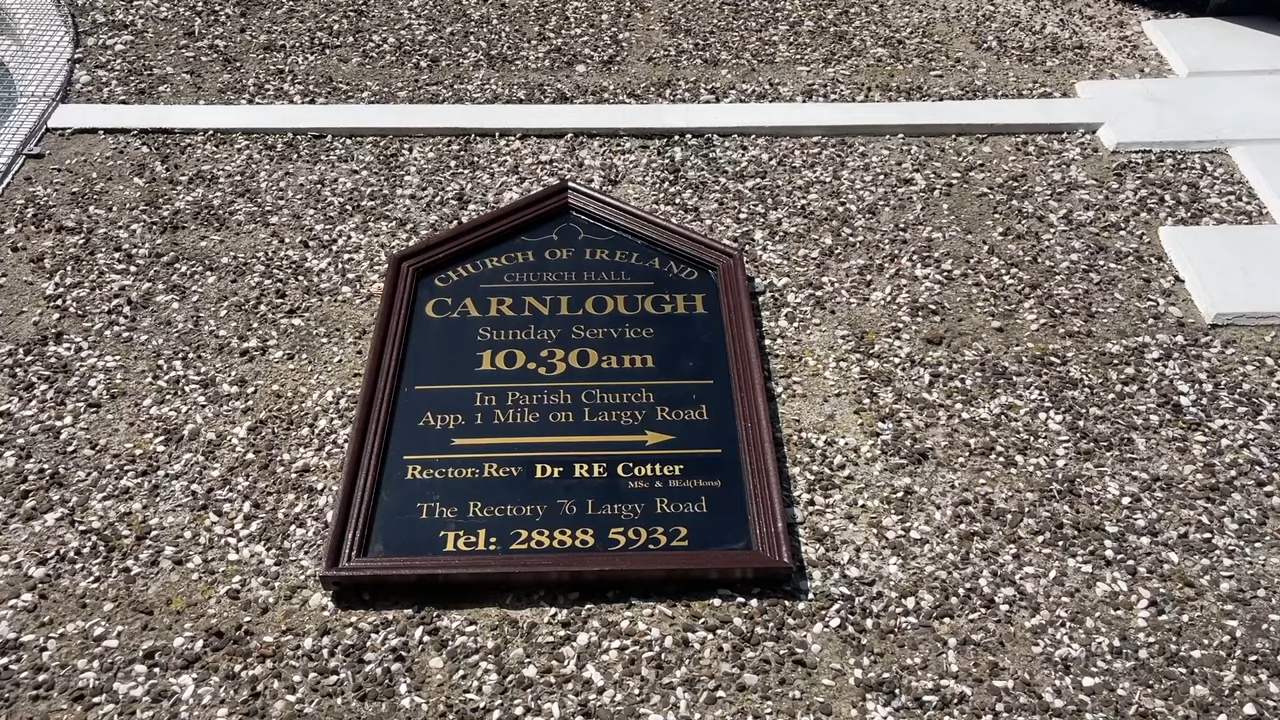 CHURCH OF IRELAND
CHURCH HALL
CARNLOUGH
Sunday Service
10.30am
In Parish Church
App. 1 Mile on Largy Road
Rector: Rev Dr RE Cotter
MSc & BEd(Hons)
The Rectory 76 Largy Road
Tel: 2888 5932